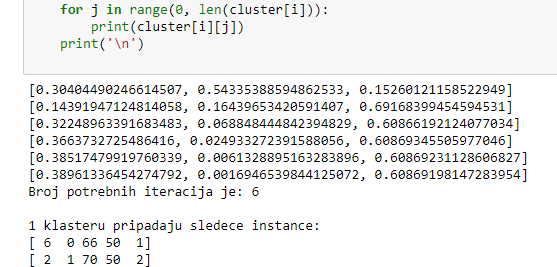 for j in range(0, len(cluster[i])):
print(cluster[i][j])
print('\n')
[0.30404490246614507, 0.54335388594862533, 0.15260121158522949]
[0.14391947124814058, 0.16439653420591407, 0.69168399454594531]
[0.32248963391683483, 0.068848444842394829, 0.60866192124077034]
[0.3663732725486416, 0.024933272391588056, 0.60869345505977046]
[0.38517479919760339, 0.0061328895163283896, 0.60869231128606827]
[0.38961336454274792, 0.0016946539844125072, 0.60869198147283954]
Broj potrebnih iteracija je: 6
1 klasteru pripadaju sledece instance:
[ 6 0 66 50 1]
[ 2 1 70 50 2]